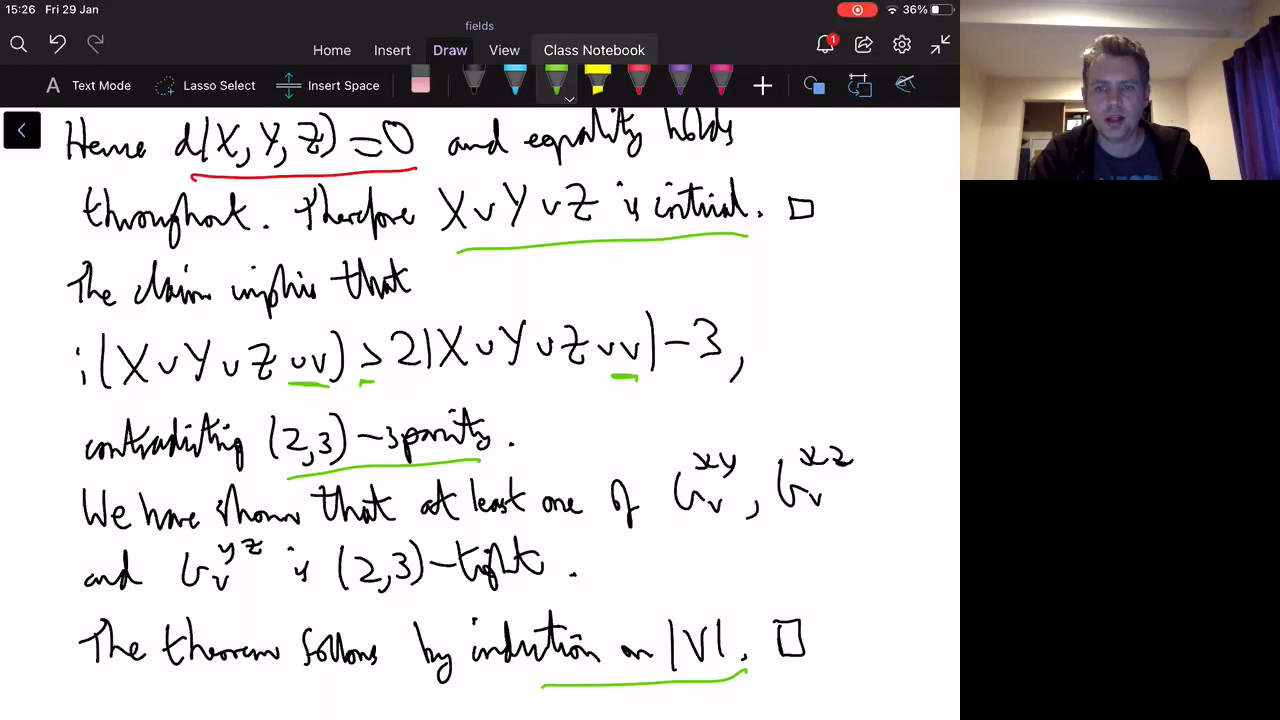 15:26 Fri 29 Jan
36%
fields
Home Insert Draw View Class Notebook
1
A Text Mode Lasso Select Insert Space
Hence d(X, Y, Z) = 0 and equality holds
throughout. Therefore X ∪ Y ∪ Z is critical. □
The claim implies that
i(X ∪ Y ∪ Z ∪ v) > 2|X ∪ Y ∪ Z ∪ v| − 3,
contradicting (2,3)-sparsity.
We have shown that at least one of G_v^{xy}, G_v^{xz}
and G_v^{yz} is (2,3)-tight.
The theorem follows by induction on |V|. □